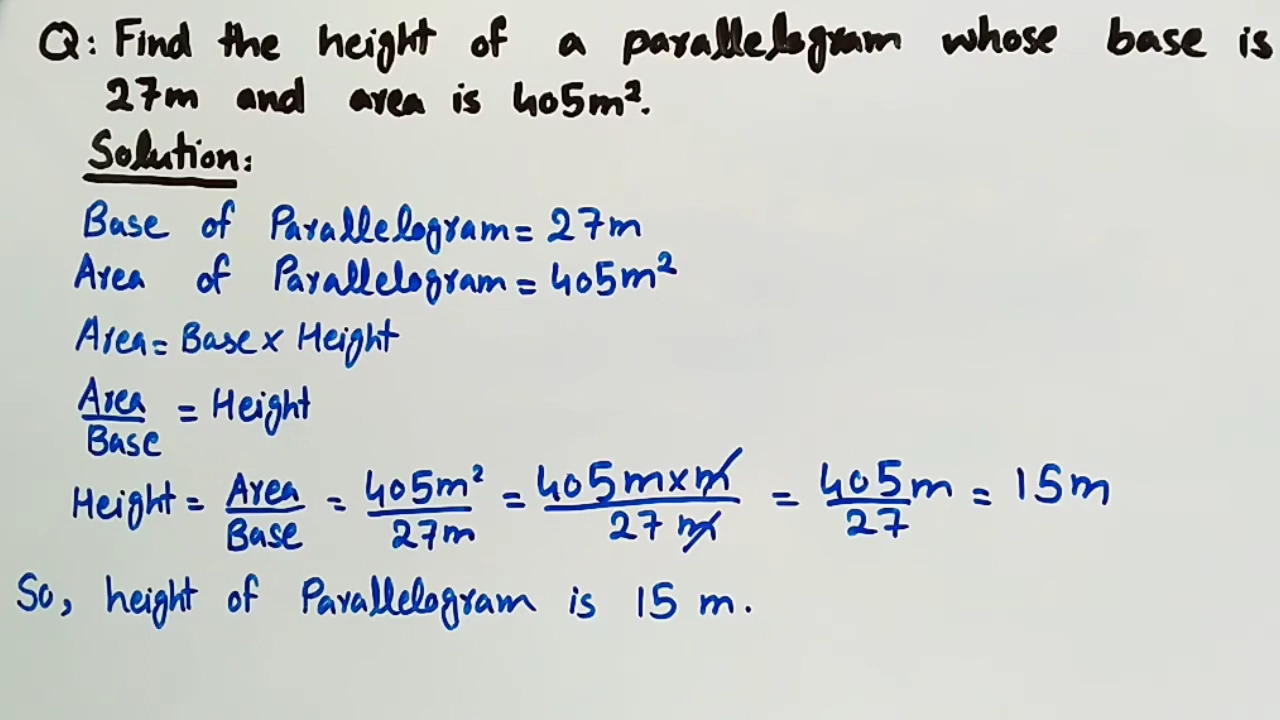 Q: Find the height of a parallelogram whose base is
27m and area is 405m².
Solution:
Base of Parallelogram = 27m
Area of Parallelogram = 405m²
Area = Base × Height
Area/Base = Height
Height = Area/Base = 405m²/27m = 405m×m/27m = 405/27 m = 15m
So, height of Parallelogram is 15 m.